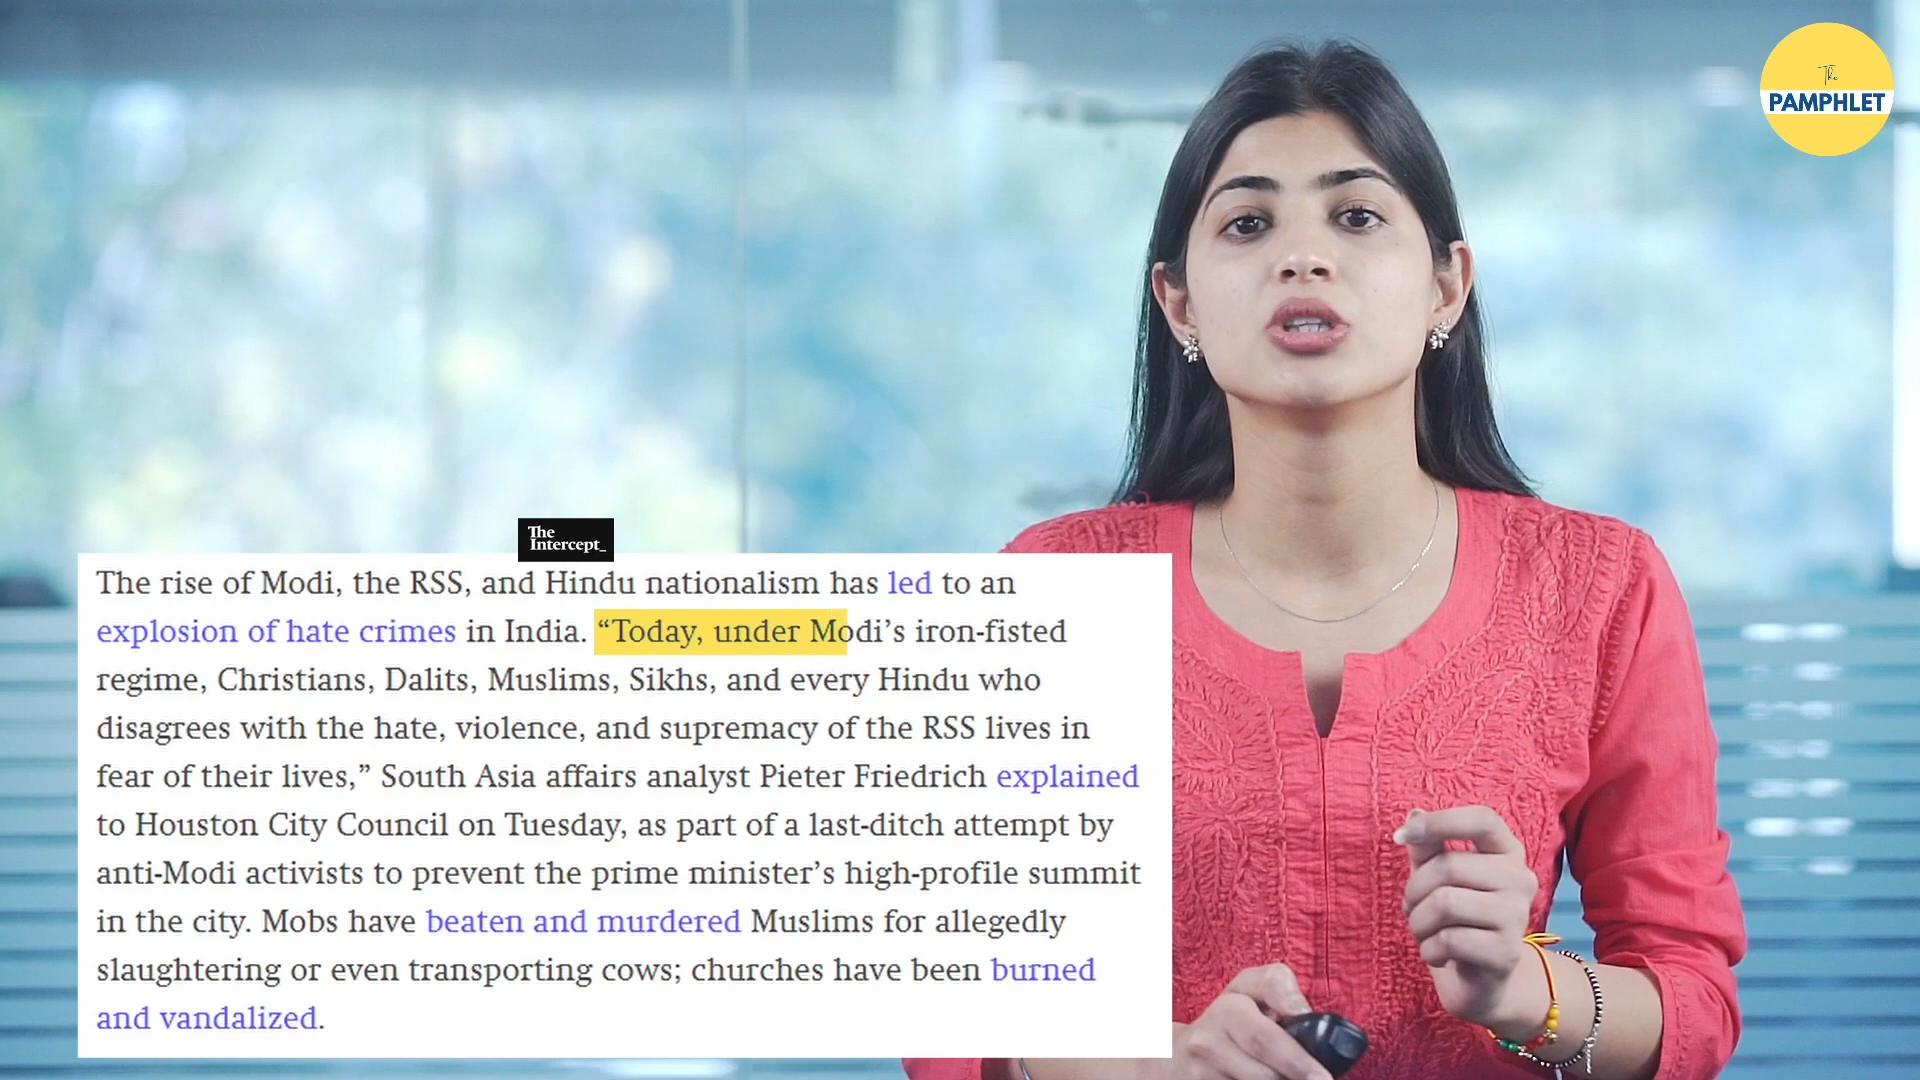 The
PAMPHLET
The
Intercept_
The rise of Modi, the RSS, and Hindu nationalism has led to an
explosion of hate crimes in India. “Today, under Modi’s iron-fisted
regime, Christians, Dalits, Muslims, Sikhs, and every Hindu who
disagrees with the hate, violence, and supremacy of the RSS lives in
fear of their lives,” South Asia affairs analyst Pieter Friedrich explained
to Houston City Council on Tuesday, as part of a last-ditch attempt by
anti-Modi activists to prevent the prime minister’s high-profile summit
in the city. Mobs have beaten and murdered Muslims for allegedly
slaughtering or even transporting cows; churches have been burned
and vandalized.